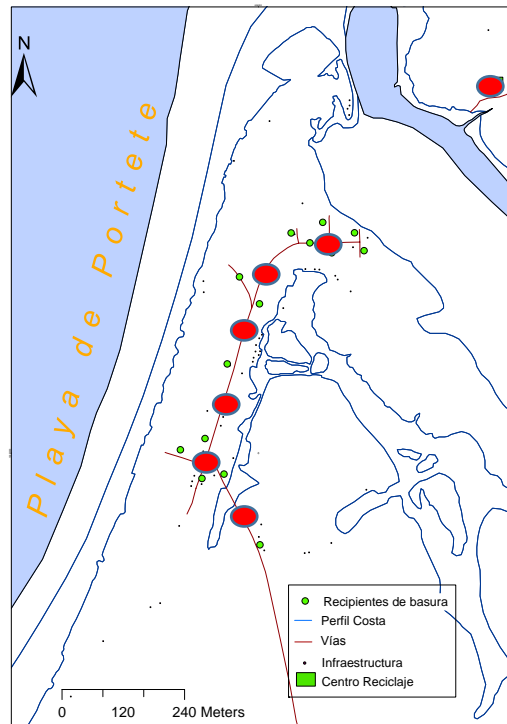 N
Playa de Portete
Recipientes de basura
Perfil Costa
Vías
Infraestructura
Centro Reciclaje
0 120 240 Meters